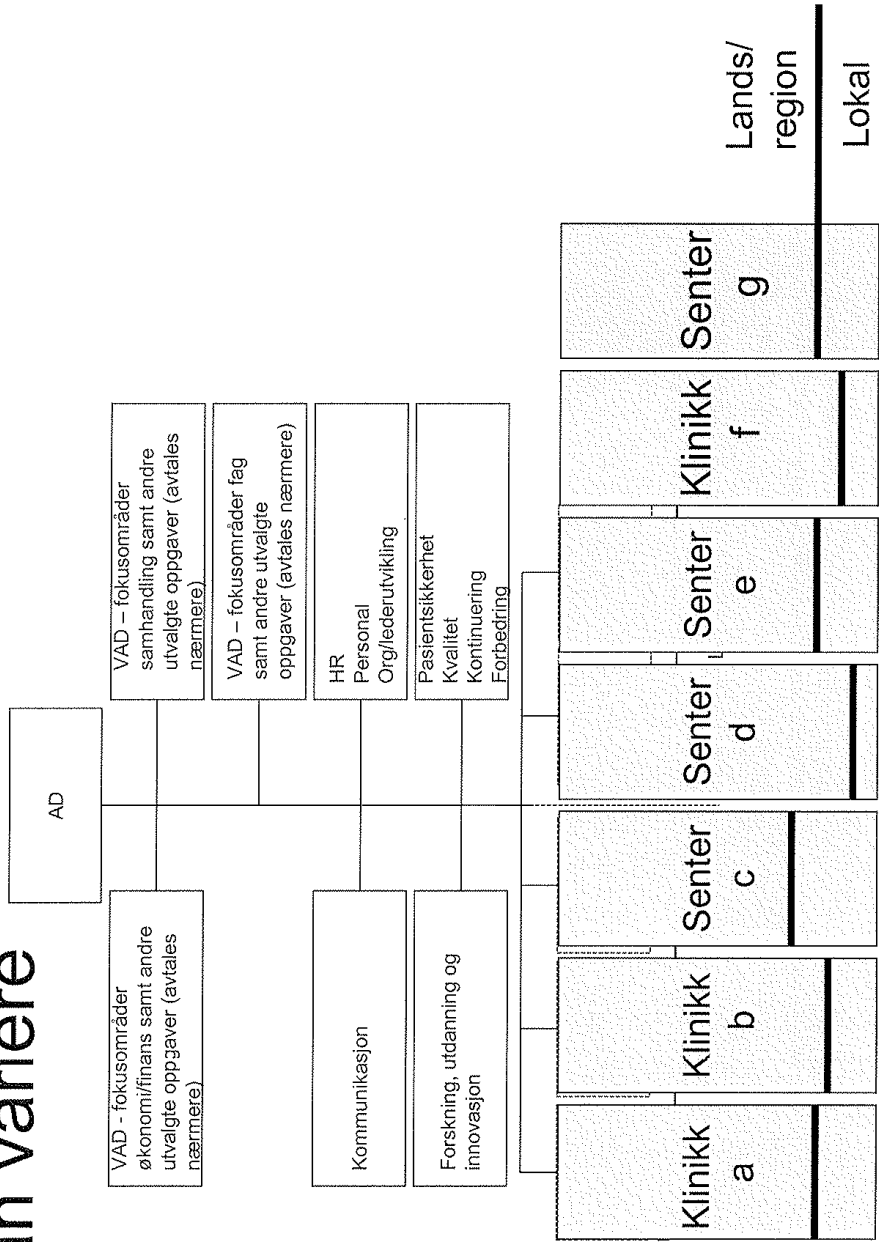 variere
AD
VAD - fokusområder
økonomi/finans samt andre
utvalgte oppgaver (avtales
nærmere)
VAD – fokusområder
samhandling samt andre
utvalgte oppgaver (avtales
nærmere)
VAD – fokusområder fag
samt andre utvalgte
oppgaver (avtales nærmere)
Kommunikasjon
HR
Personal
Org/lederutvikling
Forskning, utdanning og
innovasjon
Pasientsikkerhet
Kvalitet
Kontinuering
Forbedring
Klinikk
a
Klinikk
b
Senter
c
Senter
d
Senter
e
Klinikk
f
Senter
g
Lands/
region
Lokal